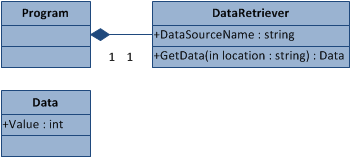 Program
DataRetriever
+DataSourceName : string
+GetData(in location : string) : Data
1 1
Data
+Value : int